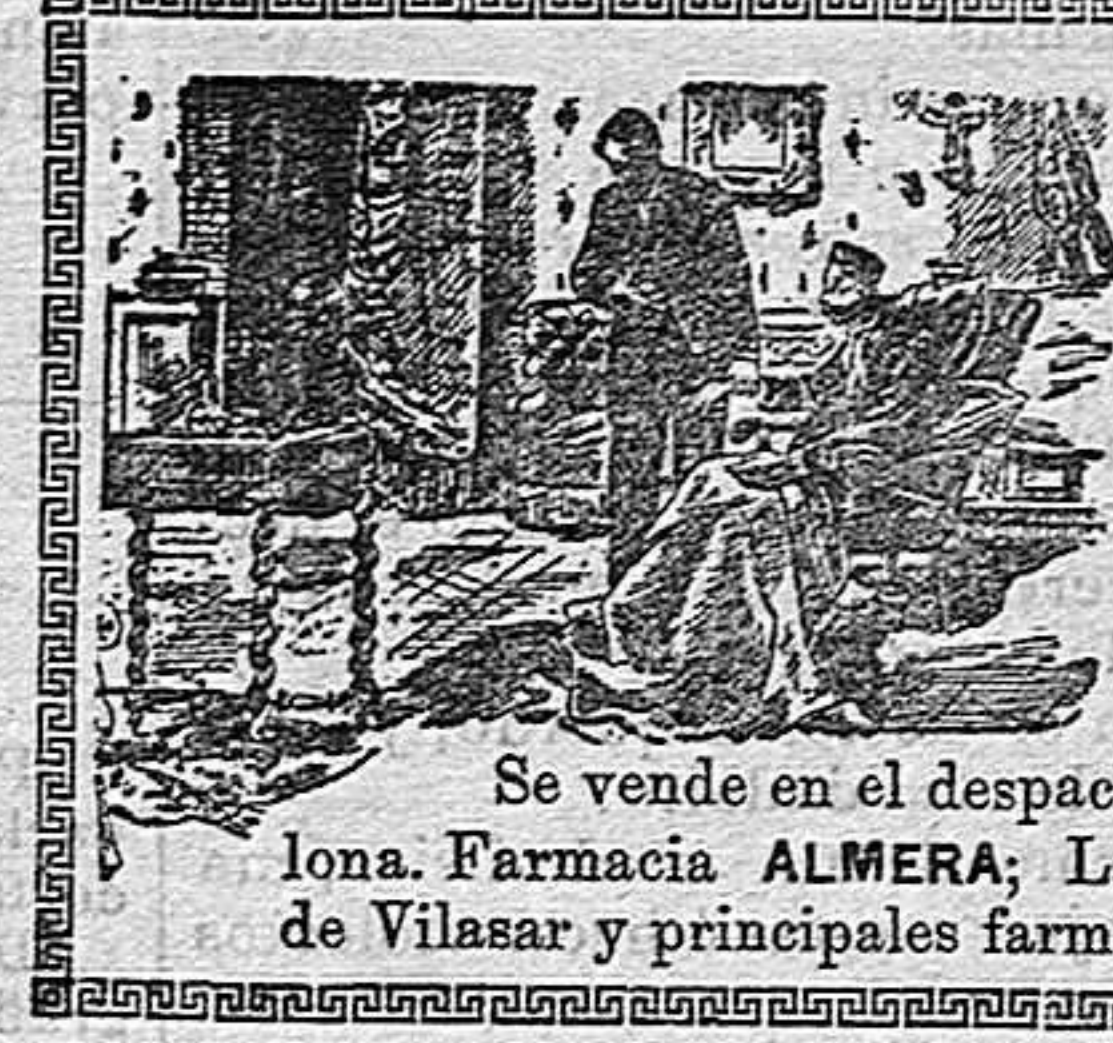 Se vende en el despac
lona. Farmacia ALMERA; L
de Vilasar y principales farm